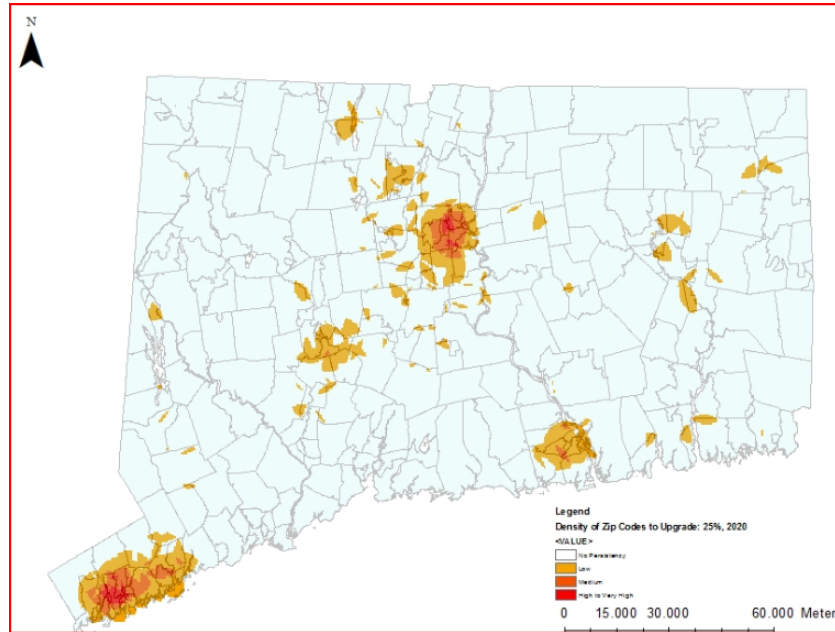 N
Legend
Density of Zip Codes to Upgrade: 25%, 2020
<VALUE>
No Persistency
Low
Medium
High to Very High
0 15.000 30.000 60.000 Meter